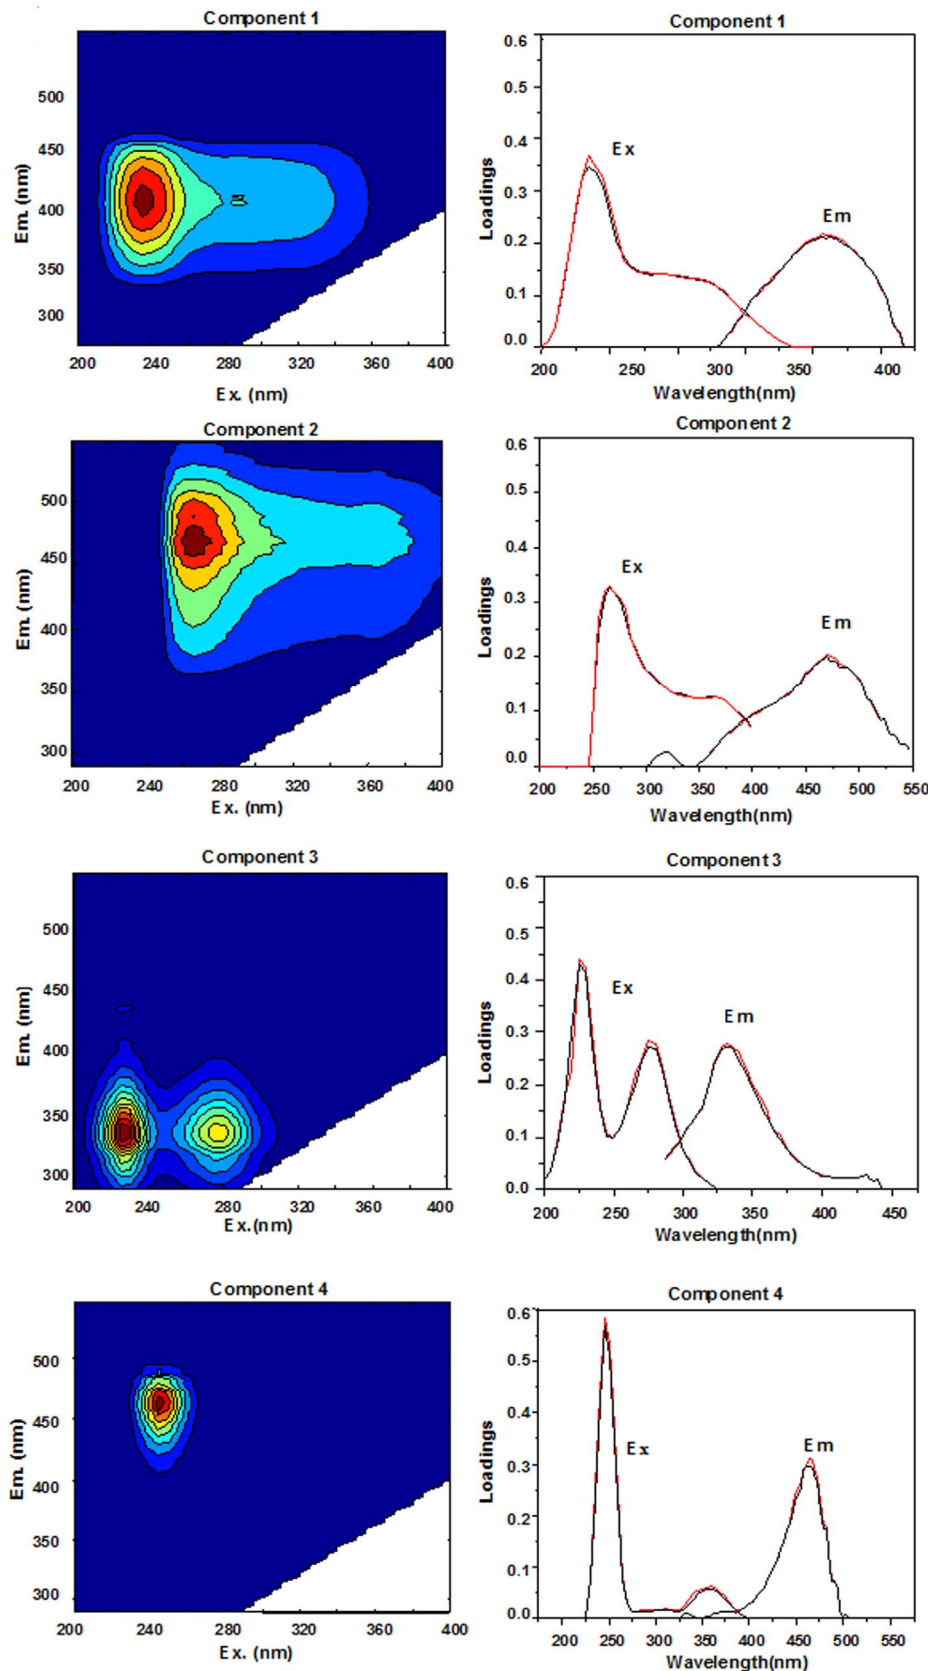 Component 1
500
450
400
350
300
Em. (nm)
200 240 280 320 360 400
Ex. (nm)
Component 1
0.6
0.5
0.4
0.3
0.2
0.1
0.0
Loadings
Ex
Em
200 250 300 350 400
Wavelength(nm)
Component 2
500
450
400
350
300
Em. (nm)
200 240 280 320 360 400
Ex. (nm)
Component 2
0.6
0.5
0.4
0.3
0.2
0.1
0.0
Loadings
Ex
Em
200 250 300 350 400 450 500 550
Wavelength(nm)
Component 3
500
450
400
350
300
Em. (nm)
200 240 280 320 360 400
Ex.(nm)
Component 3
0.6
0.5
0.4
0.3
0.2
0.1
0.0
Loadings
Ex
Em
200 250 300 350 400 450
Wavelength(nm)
Component 4
500
450
400
350
300
Em. (nm)
200 240 280 320 360 400
Ex. (nm)
Component 4
0.6
0.5
0.4
0.3
0.2
0.1
0.0
Loadings
Ex
Em
200 250 300 350 400 450 500 550
Wavelength(nm)